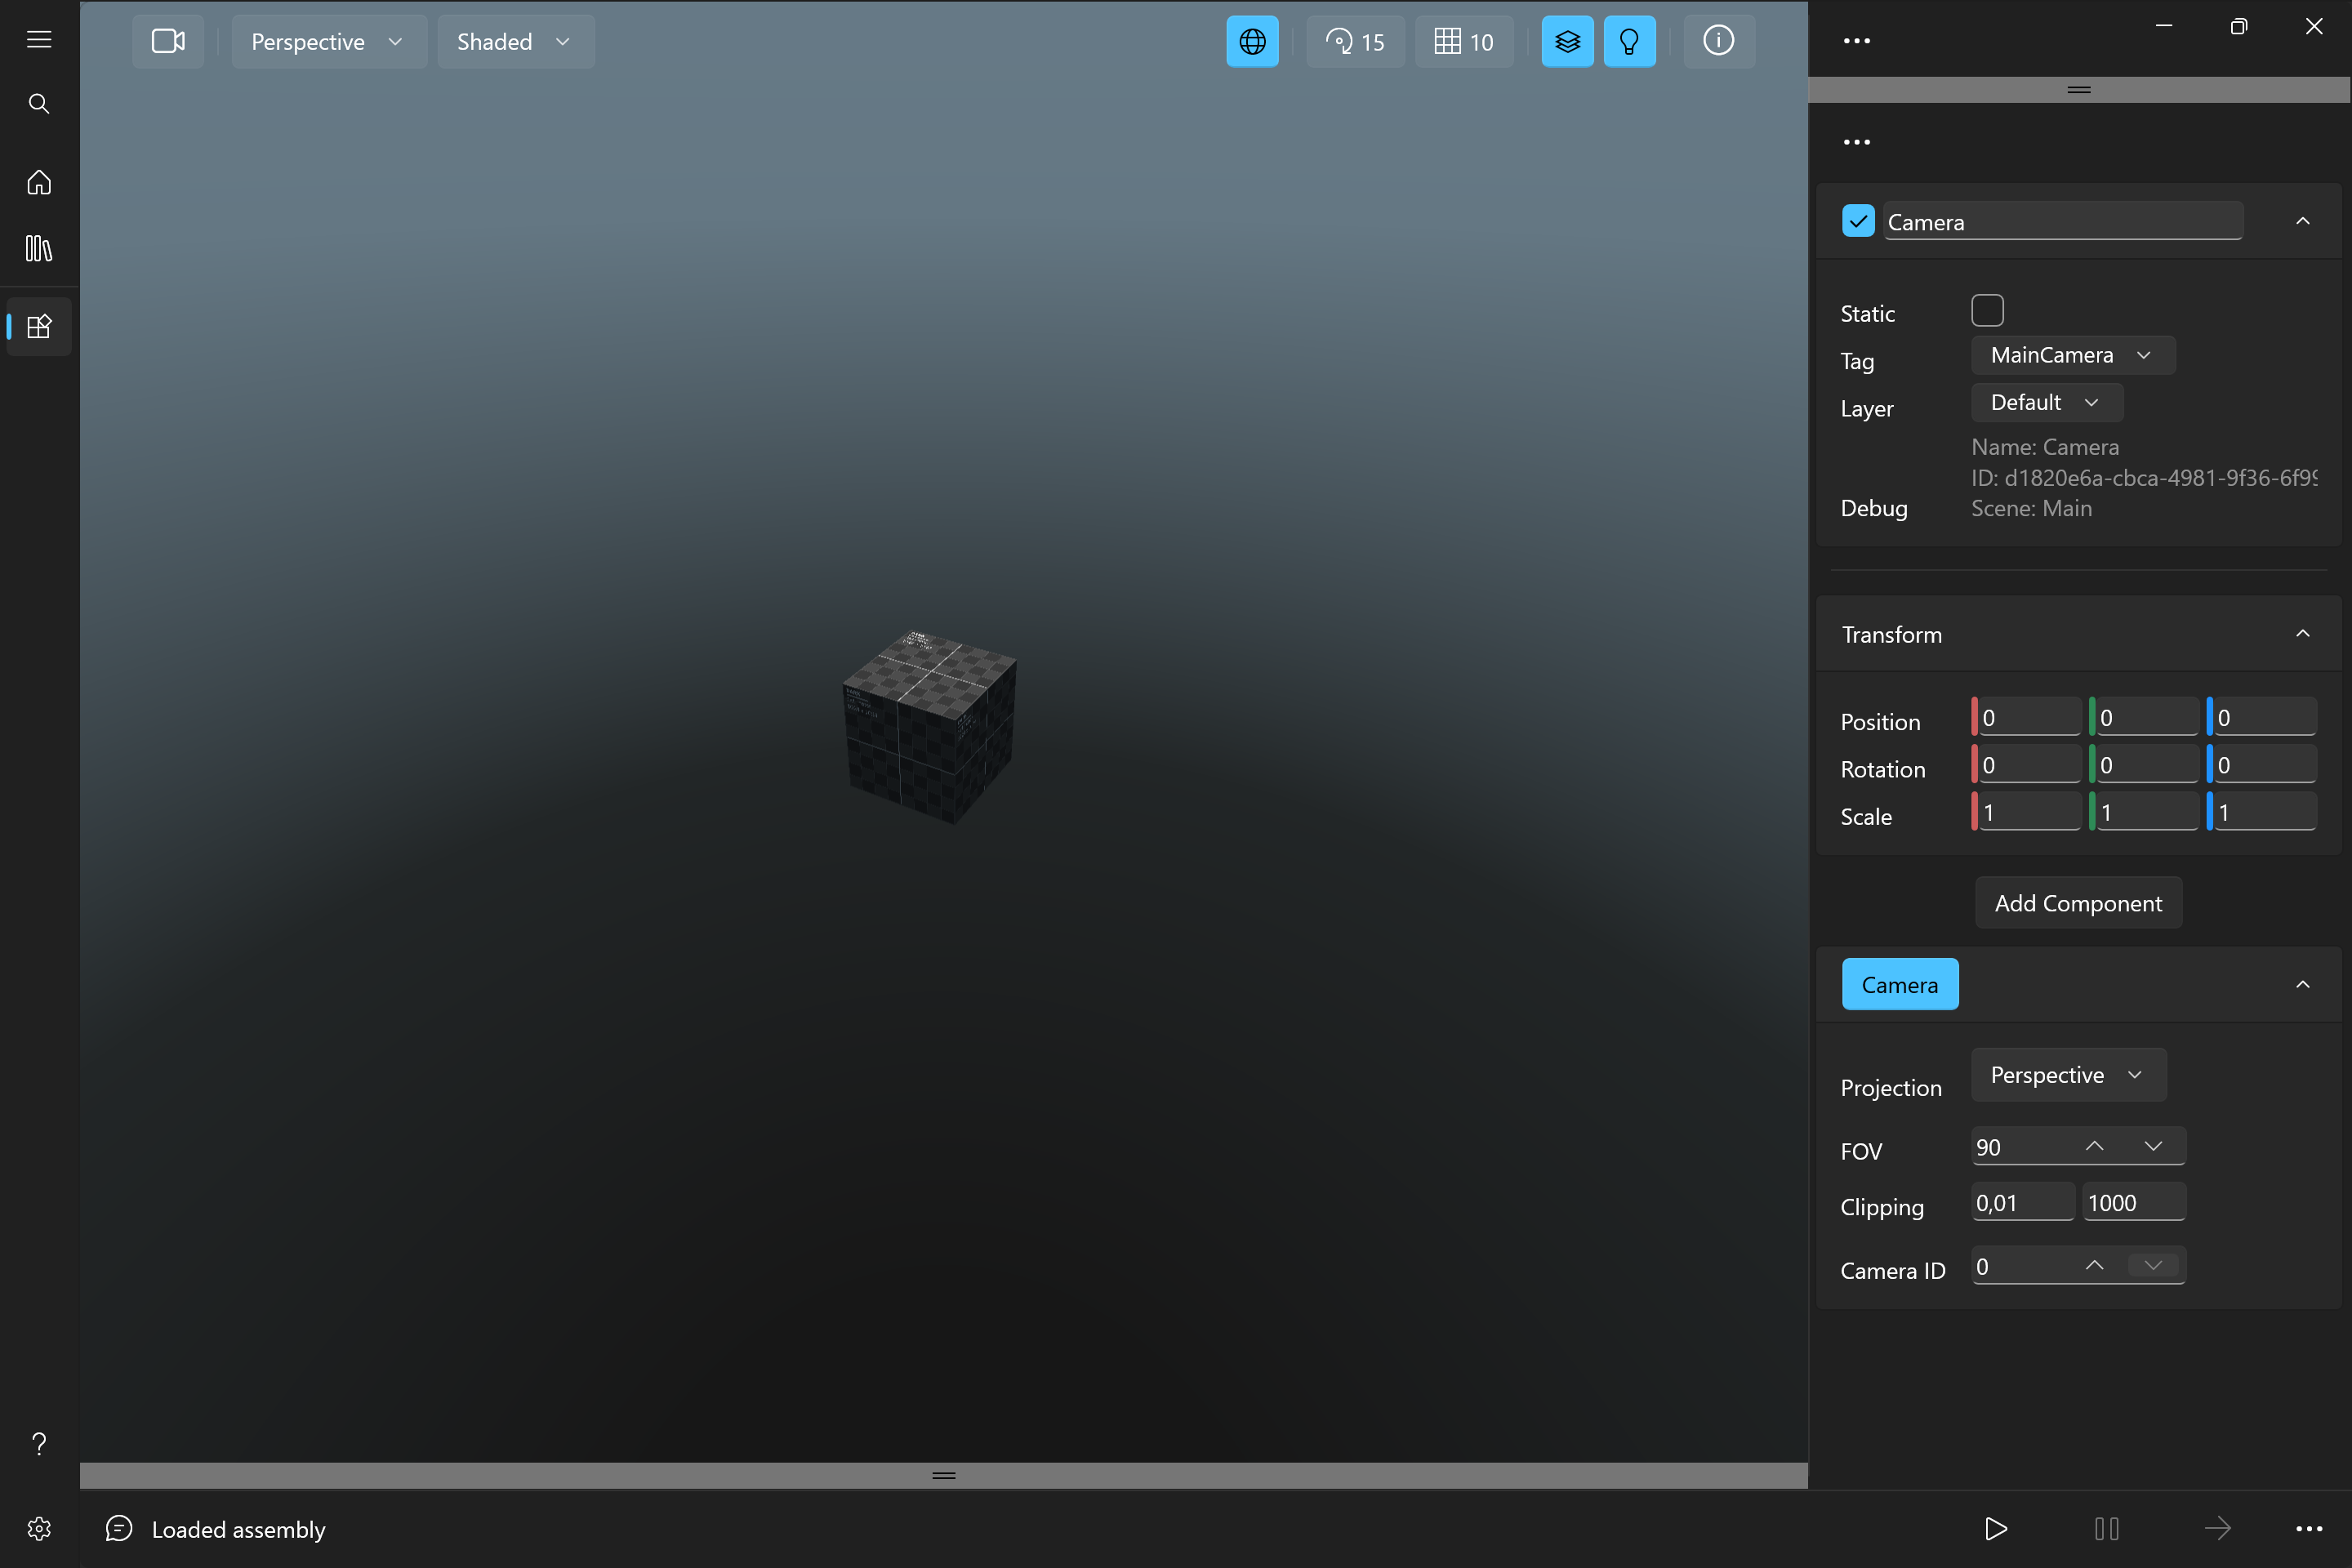 Perspective
Shaded
15
10
Camera
Static
Tag
MainCamera
Layer
Default
Name: Camera
ID: d1820e6a-cbca-4981-9f36-6f99
Debug
Scene: Main
Transform
Position
0
0
0
Rotation
0
0
0
Scale
1
1
1
Add Component
Camera
Projection
Perspective
FOV
90
Clipping
0,01
1000
Camera ID
0
Loaded assembly